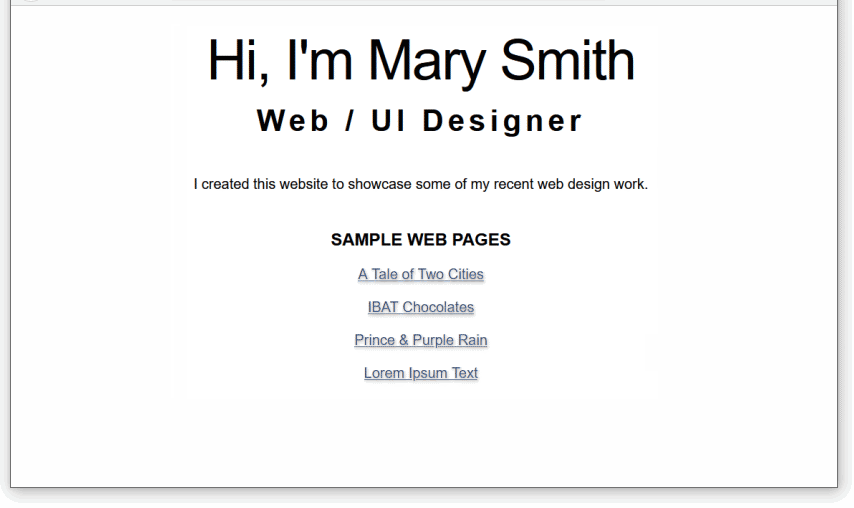 Hi, I'm Mary Smith
Web / UI Designer
I created this website to showcase some of my recent web design work.
SAMPLE WEB PAGES
A Tale of Two Cities
IBAT Chocolates
Prince & Purple Rain
Lorem Ipsum Text